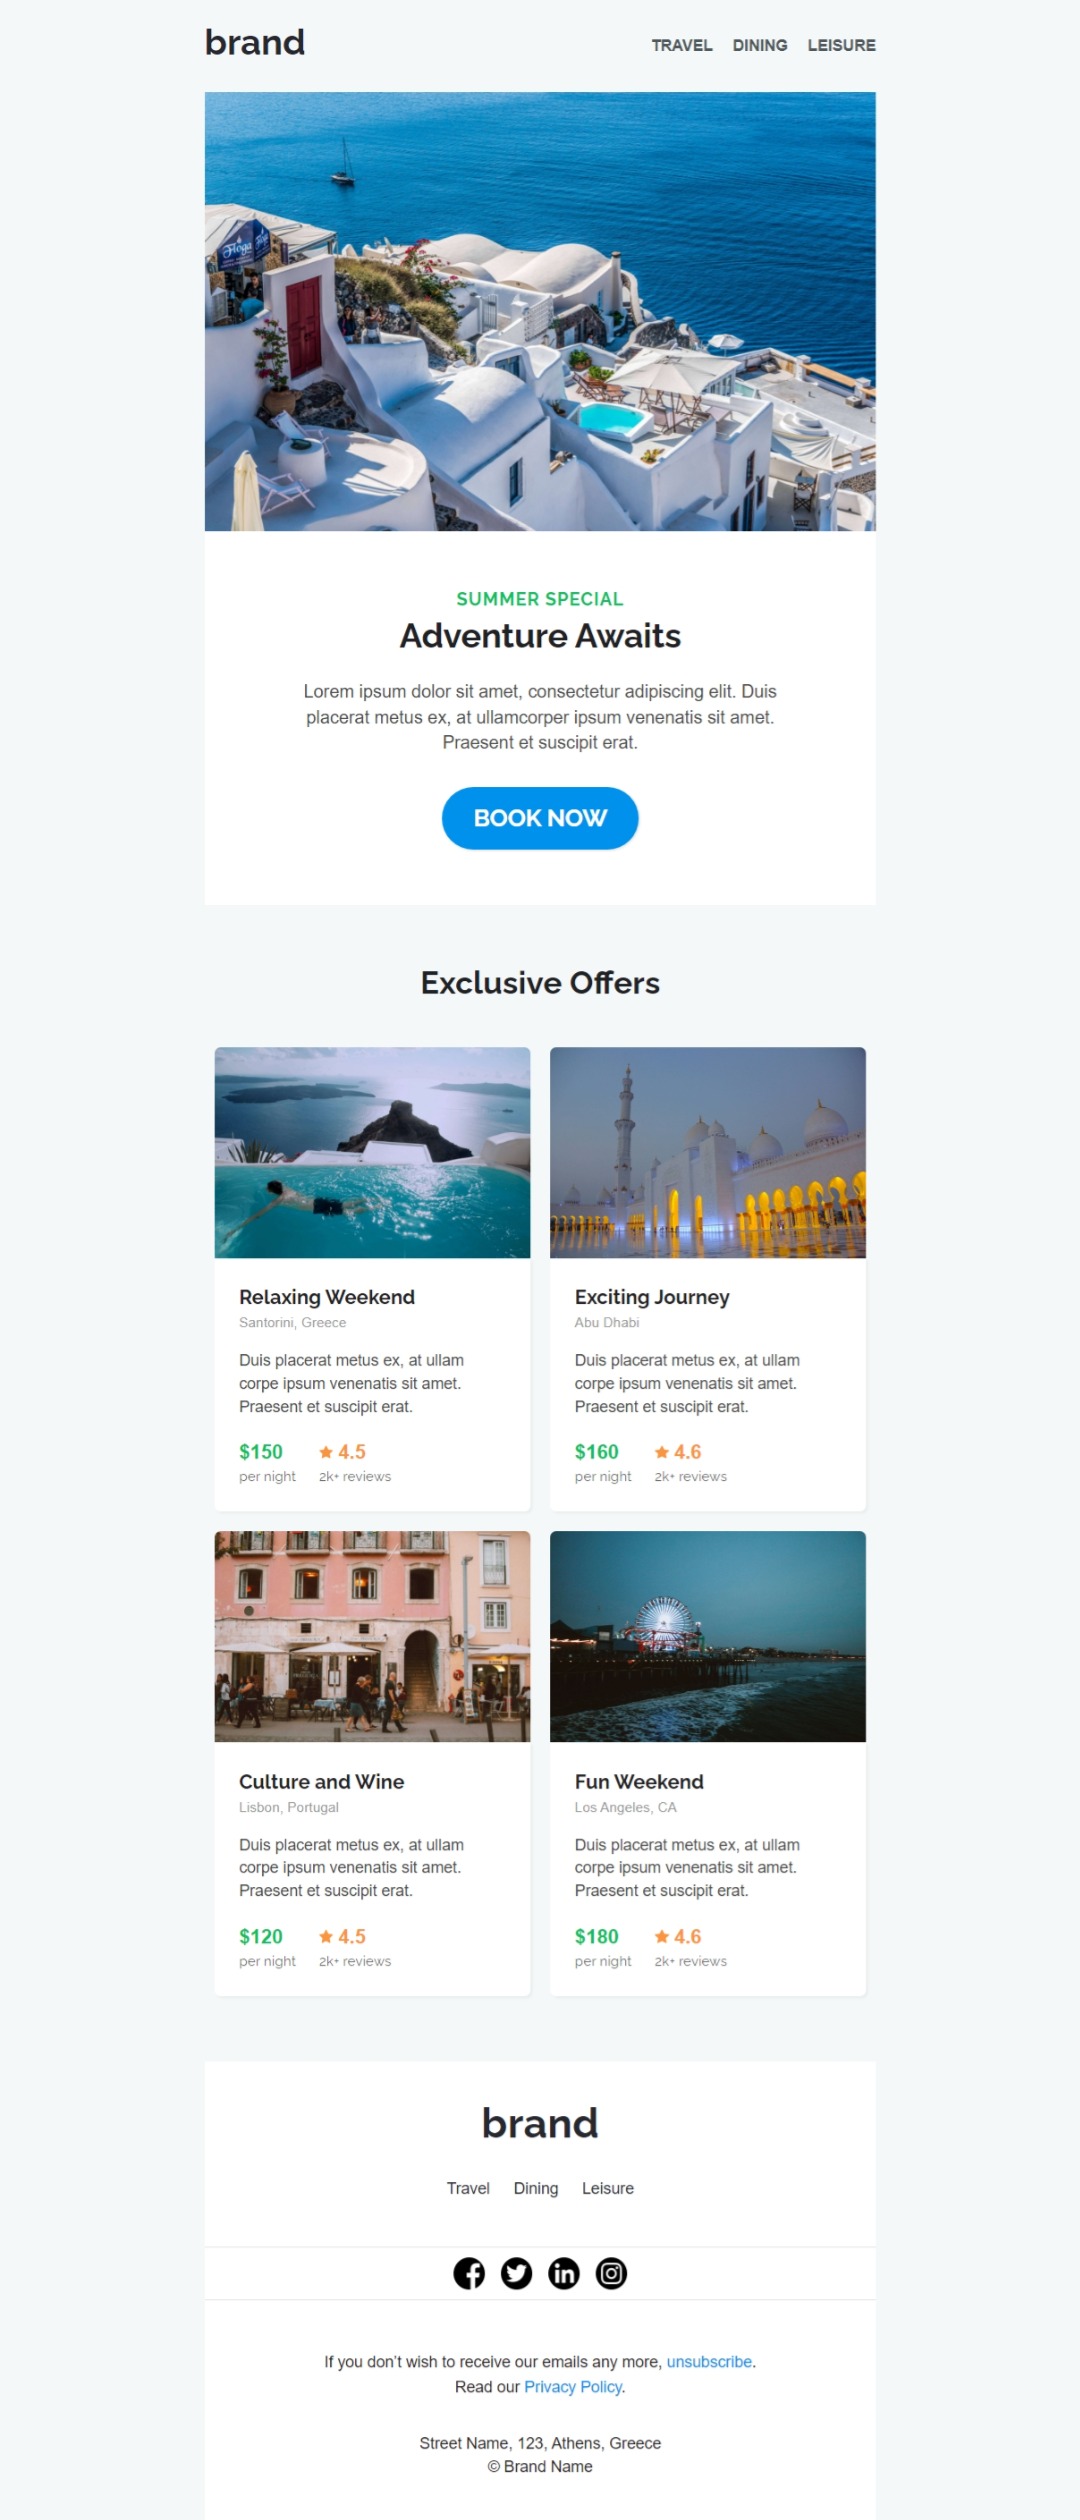 brand
TRAVEL DINING LEISURE
Floga
SUMMER SPECIAL
Adventure Awaits
Lorem ipsum dolor sit amet, consectetur adipiscing elit. Duis
placerat metus ex, at ullamcorper ipsum venenatis sit amet.
Praesent et suscipit erat.
BOOK NOW
Exclusive Offers
Relaxing Weekend
Santorini, Greece
Duis placerat metus ex, at ullam
corpe ipsum venenatis sit amet.
Praesent et suscipit erat.
$150 4.5
per night 2k+ reviews
Exciting Journey
Abu Dhabi
Duis placerat metus ex, at ullam
corpe ipsum venenatis sit amet.
Praesent et suscipit erat.
$160 4.6
per night 2k+ reviews
Culture and Wine
Lisbon, Portugal
Duis placerat metus ex, at ullam
corpe ipsum venenatis sit amet.
Praesent et suscipit erat.
$120 4.5
per night 2k+ reviews
Fun Weekend
Los Angeles, CA
Duis placerat metus ex, at ullam
corpe ipsum venenatis sit amet.
Praesent et suscipit erat.
$180 4.6
per night 2k+ reviews
brand
Travel Dining Leisure
If you don't wish to receive our emails any more, unsubscribe.
Read our Privacy Policy.
Street Name, 123, Athens, Greece
© Brand Name